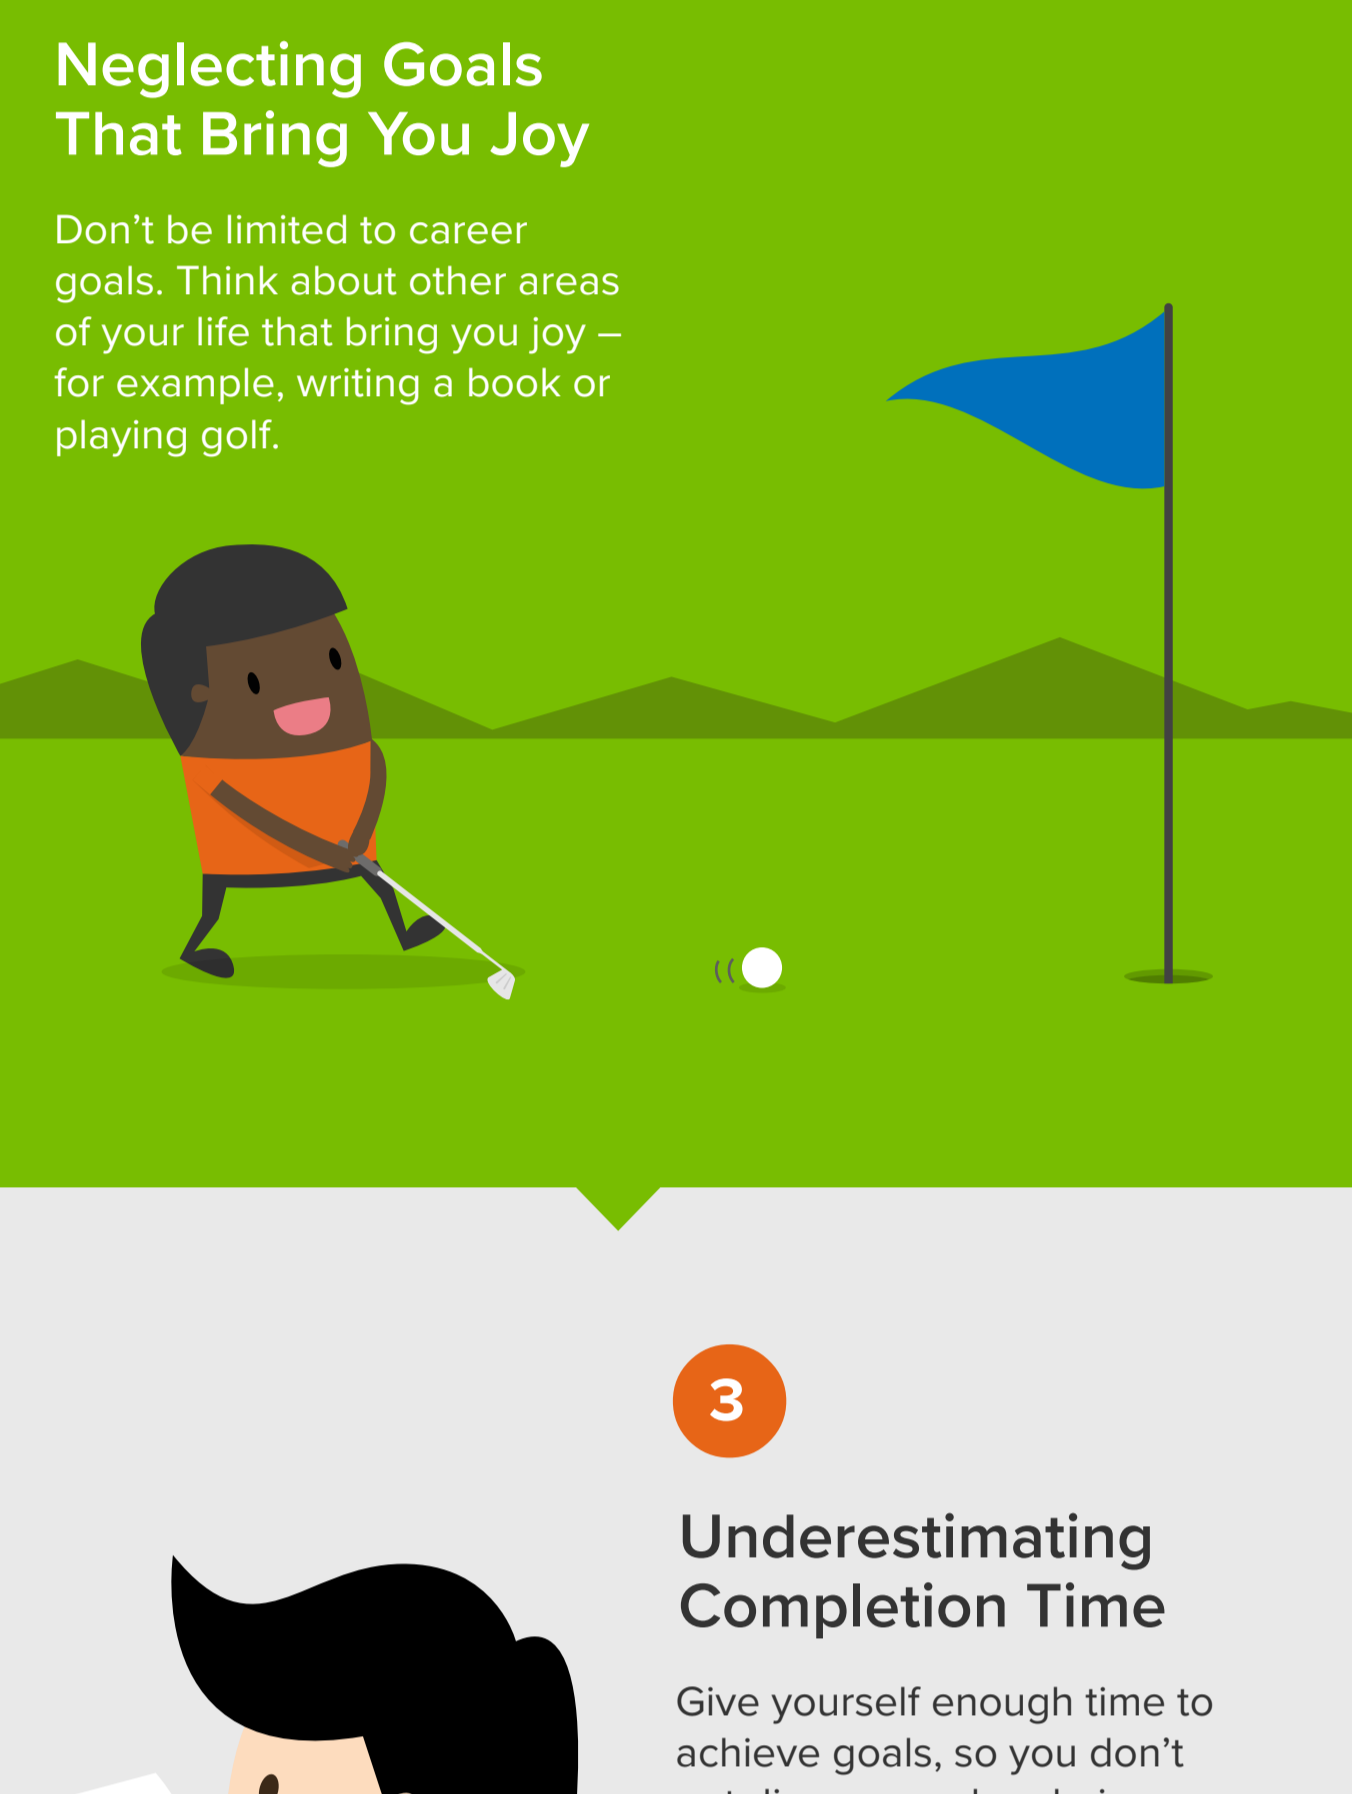 Neglecting Goals
That Bring You Joy
Don’t be limited to career
goals. Think about other areas
of your life that bring you joy –
for example, writing a book or
playing golf.
3
Underestimating
Completion Time
Give yourself enough time to
achieve goals, so you don’t